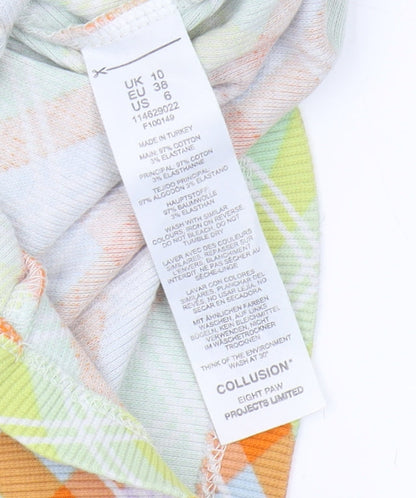 UK 10
EU 38
US 6
114629022
F100149
MADE IN TURKEY
MAIN: 97% COTTON
3% ELASTANE
PRINCIPAL: 97% COTON
3% ELASTHANNE
TEJIDO PRINCIPAL
97% ALGODÓN 3% ELASTANO
HAUPTSTOFF:
97% BAUMWOLLE
3% ELASTHAN
WASH WITH SIMILAR
COLOURS, IRON ON REVERSE
DO NOT BLEACH, DO NOT
TUMBLE DRY
LAVER AVEC DES COULEURS
SIMILAIRES, REPASSER SUR
L'ENVERS, BLANCHIMENT
INTERDIT, NE PAS SÉCHER AU
SÈCHE-LINGE
LAVAR CON COLORES
SIMILARES, PLANCHAR DEL
REVÉS, NO USAR LEJÍA, NO
SECAR EN SECADORA
MIT ÄHNLICHEN FARBEN
WASCHEN, AUF LINKS
BÜGELN, KEIN BLEICHMITTEL
VERWENDEN, NICHT
IM WÄSCHETROCKNER
TROCKNEN
THINK OF THE ENVIRONMENT
WASH AT 30°
COLLUSION
EIGHT PAW
PROJECTS LIMITED